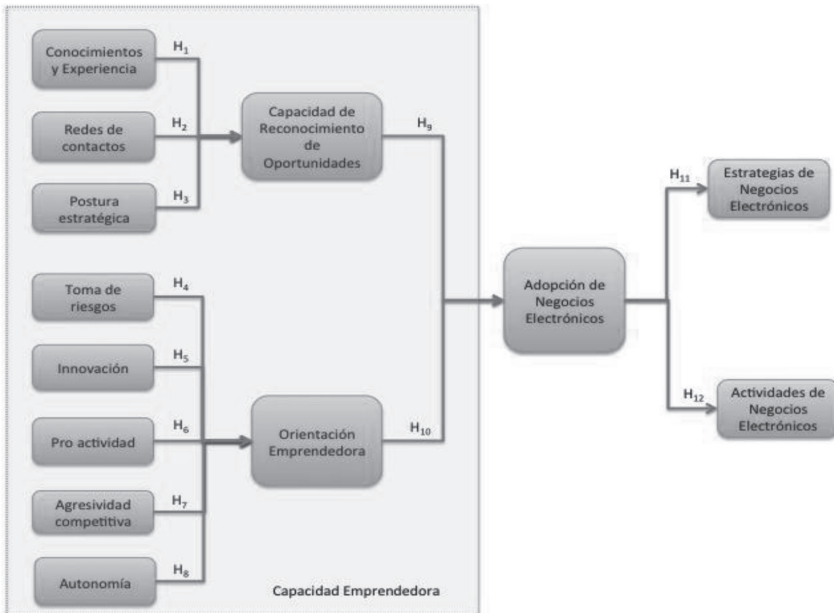 Conocimientos
y Experiencia
H₁
Redes de
contactos
H₂
Postura
estratégica
H₃
Capacidad de
Reconocimiento
de
Oportunidades
H₉
Toma de
riesgos
H₄
Innovación
H₅
Pro actividad
H₆
Agresividad
competitiva
H₇
Autonomía
H₈
Orientación
Emprendedora
H₁₀
Capacidad Emprendedora
Adopción de
Negocios
Electrónicos
H₁₁
Estrategias de
Negocios
Electrónicos
H₁₂
Actividades de
Negocios
Electrónicos